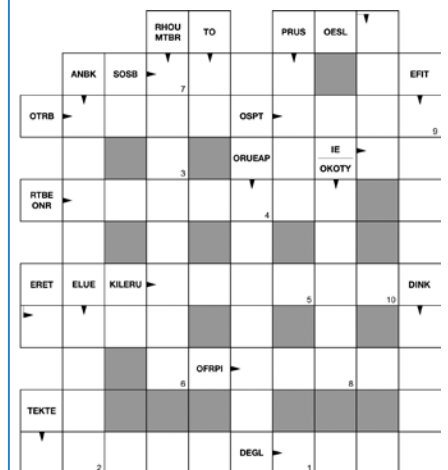 RHOU
MTBR
TO
PRUS
OESL
ANBK
SOSB
7
EFIT
OTRB
OSPT
9
3
ORUEAP
IE
OKOTY
RTBE
ONR
4
ERET
ELUE
KILERU
5
10
DINK
6
OFRPI
8
TEKTE
2
DEGL
1